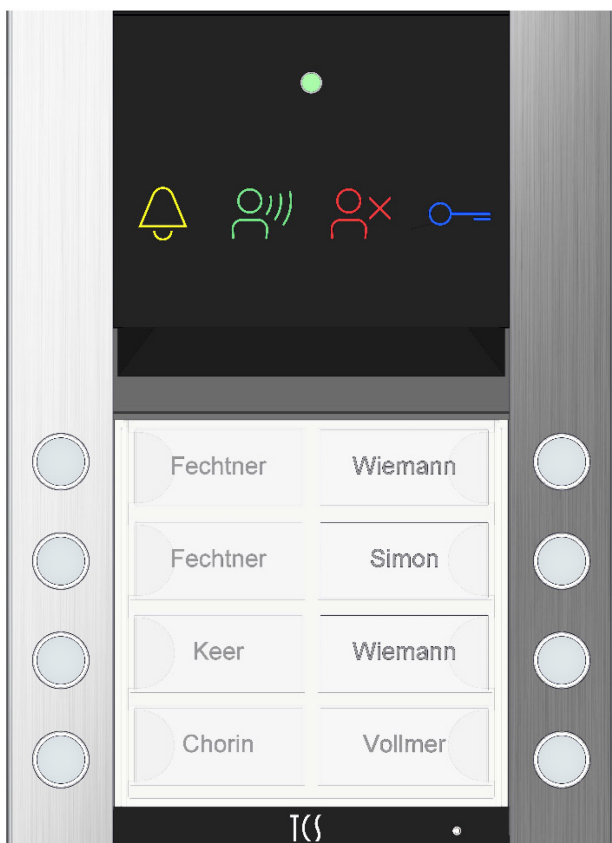 Fechtner Wiemann
Fechtner Simon
Keer Wiemann
Chorin Vollmer
TCS